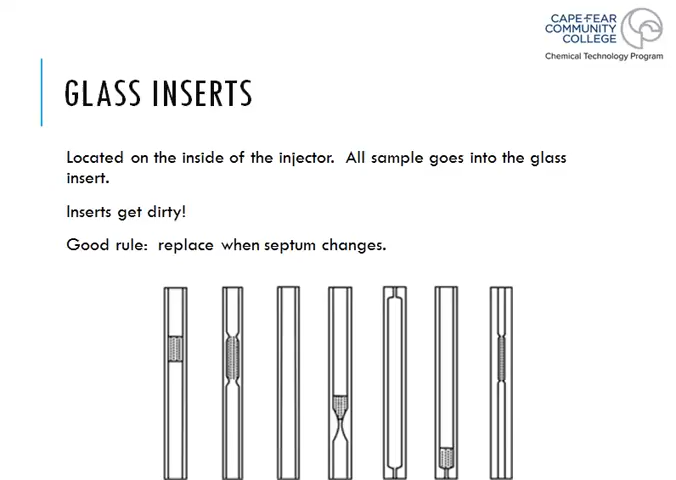 CAPE FEAR
COMMUNITY
COLLEGE
Chemical Technology Program
GLASS INSERTS
Located on the inside of the injector.  All sample goes into the glass
insert.
Inserts get dirty!
Good rule:  replace when septum changes.